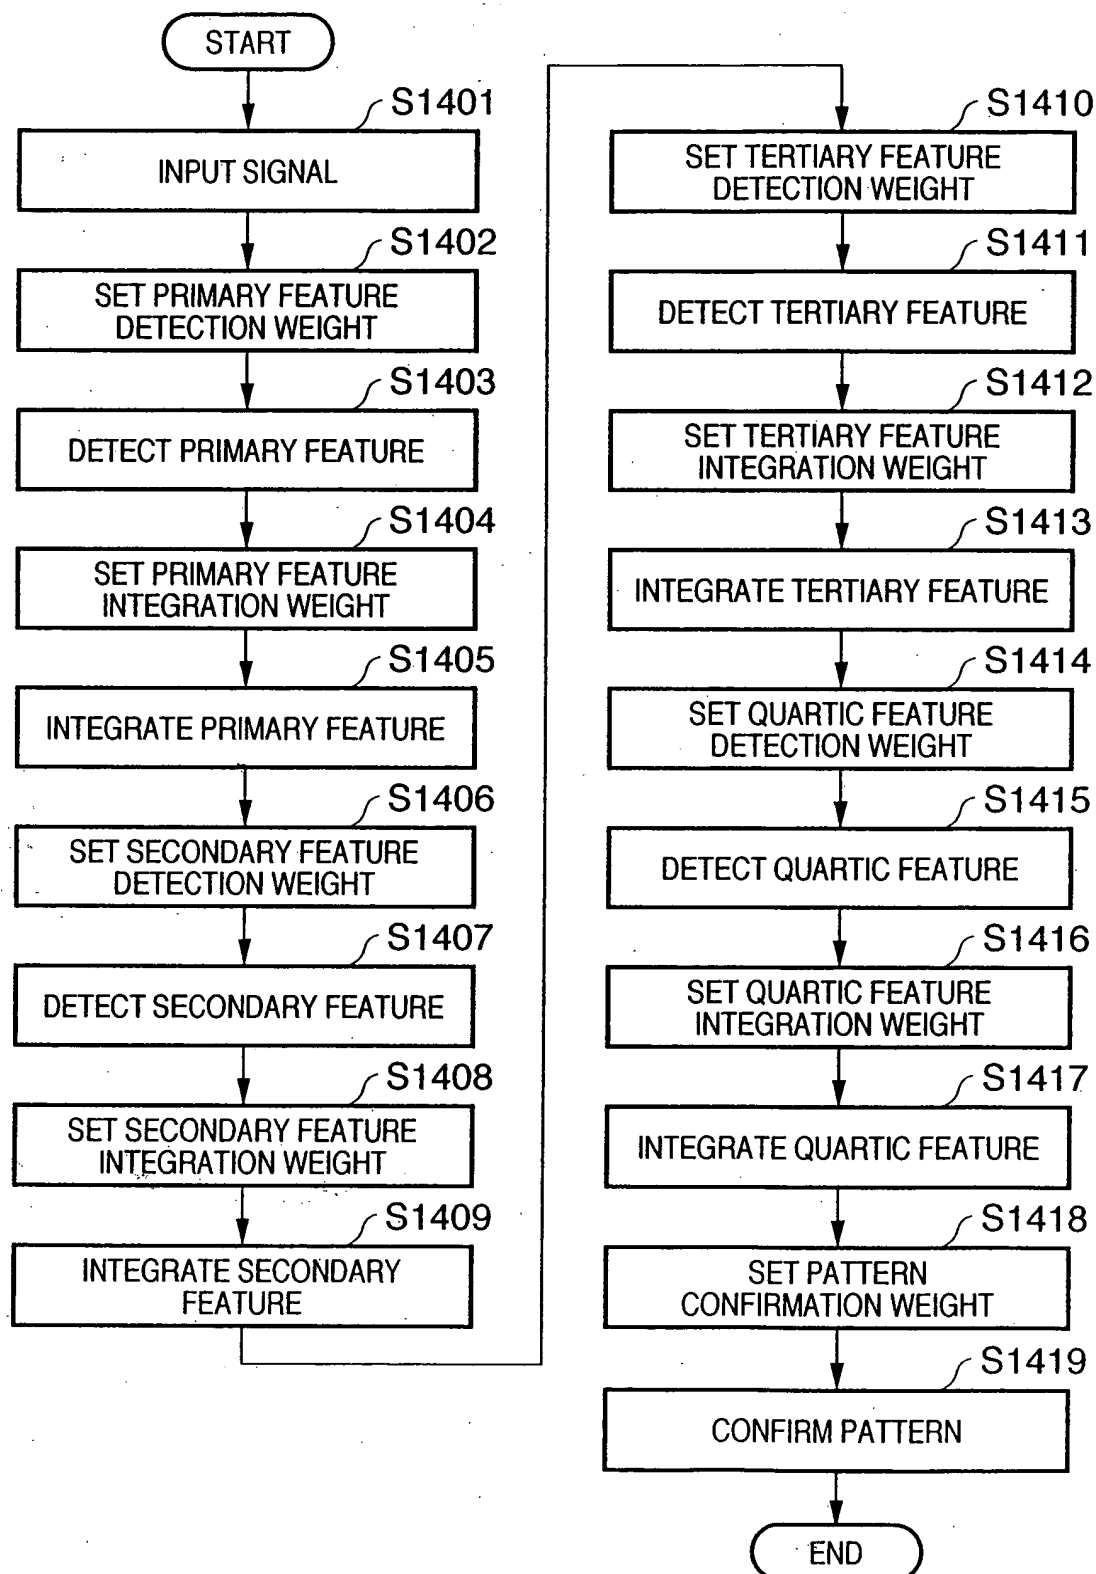 START
S1401
INPUT SIGNAL
S1402
SET PRIMARY FEATURE
DETECTION WEIGHT
S1403
DETECT PRIMARY FEATURE
S1404
SET PRIMARY FEATURE
INTEGRATION WEIGHT
S1405
INTEGRATE PRIMARY FEATURE
S1406
SET SECONDARY FEATURE
DETECTION WEIGHT
S1407
DETECT SECONDARY FEATURE
S1408
SET SECONDARY FEATURE
INTEGRATION WEIGHT
S1409
INTEGRATE SECONDARY
FEATURE
S1410
SET TERTIARY FEATURE
DETECTION WEIGHT
S1411
DETECT TERTIARY FEATURE
S1412
SET TERTIARY FEATURE
INTEGRATION WEIGHT
S1413
INTEGRATE TERTIARY FEATURE
S1414
SET QUARTIC FEATURE
DETECTION WEIGHT
S1415
DETECT QUARTIC FEATURE
S1416
SET QUARTIC FEATURE
INTEGRATION WEIGHT
S1417
INTEGRATE QUARTIC FEATURE
S1418
SET PATTERN
CONFIRMATION WEIGHT
S1419
CONFIRM PATTERN
END